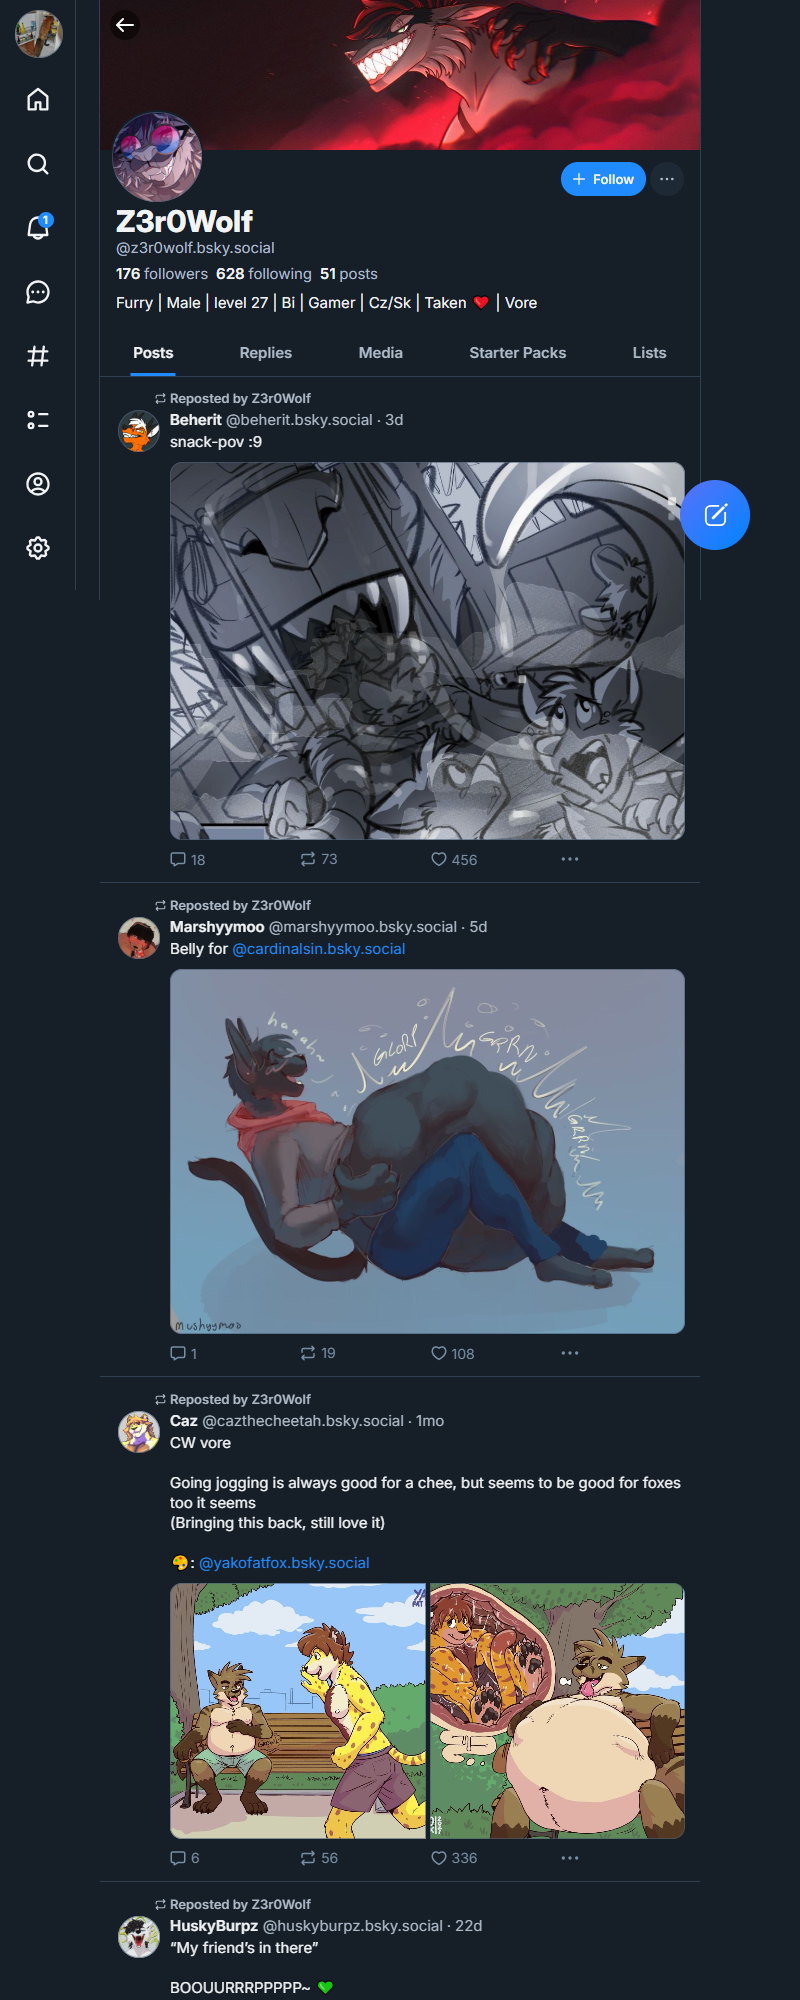 1
+ Follow
Z3r0Wolf
@z3r0wolf.bsky.social
176 followers 628 following 51 posts
Furry | Male | level 27 | Bi | Gamer | Cz/Sk | Taken ❤️ | Vore
Posts Replies Media Starter Packs Lists
Reposted by Z3r0Wolf
Beherit @beherit.bsky.social · 3d
snack-pov :9
18 73 456
Reposted by Z3r0Wolf
Marshyymoo @marshyymoo.bsky.social · 5d
Belly for @cardinalsin.bsky.social
haaah~
GLORP
GRRN
mushyymoo
1 19 108
Reposted by Z3r0Wolf
Caz @cazthecheetah.bsky.social · 1mo
CW vore
Going jogging is always good for a chee, but seems to be good for foxes
too it seems
(Bringing this back, still love it)
🎨: @yakofatfox.bsky.social
6 56 336
Reposted by Z3r0Wolf
HuskyBurpz @huskyburpz.bsky.social · 22d
“My friend’s in there”
BOOUURRRPPPPP~ 💚